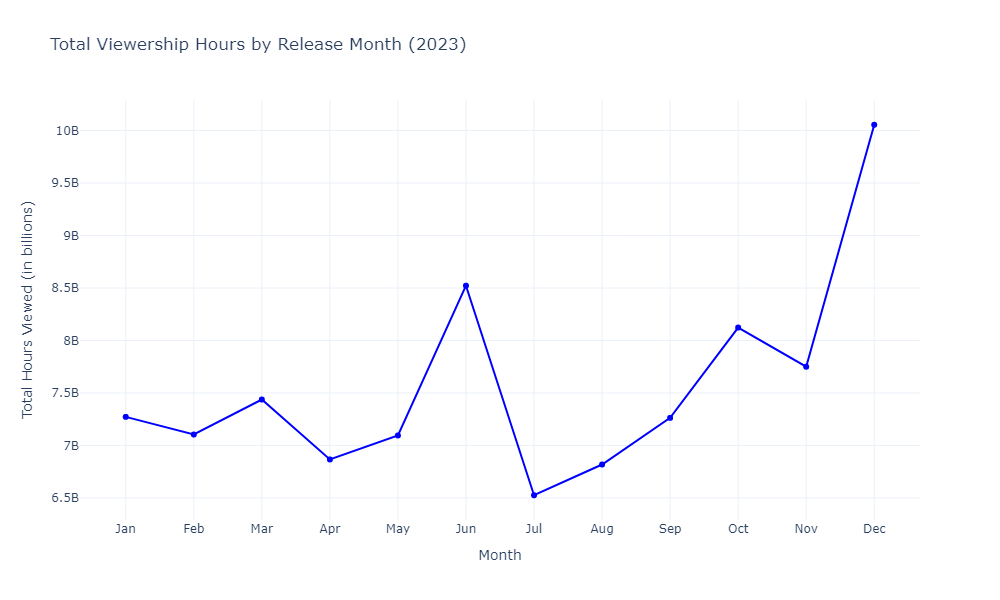 Total Viewership Hours by Release Month (2023)
10B
9.5B
9B
8.5B
8B
7.5B
7B
6.5B
Total Hours Viewed (in billions)
Jan Feb Mar Apr May Jun Jul Aug Sep Oct Nov Dec
Month